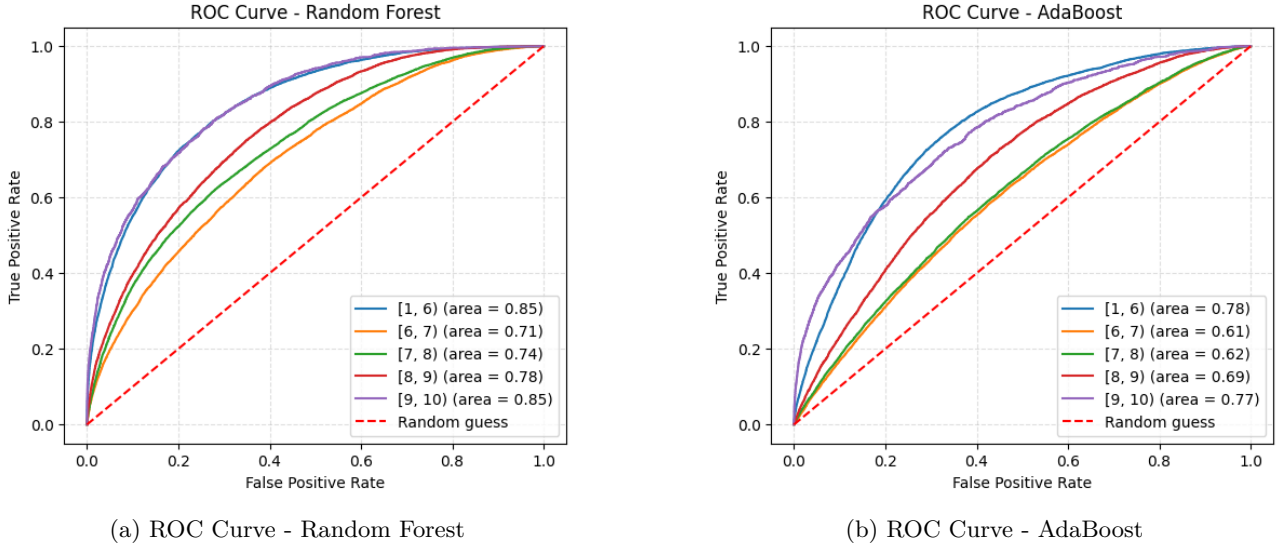 ROC Curve - Random Forest
True Positive Rate
1.0
0.8
0.6
0.4
0.2
0.0
[1, 6) (area = 0.85)
[6, 7) (area = 0.71)
[7, 8) (area = 0.74)
[8, 9) (area = 0.78)
[9, 10) (area = 0.85)
Random guess
0.0 0.2 0.4 0.6 0.8 1.0
False Positive Rate
(a) ROC Curve - Random Forest
ROC Curve - AdaBoost
True Positive Rate
1.0
0.8
0.6
0.4
0.2
0.0
[1, 6) (area = 0.78)
[6, 7) (area = 0.61)
[7, 8) (area = 0.62)
[8, 9) (area = 0.69)
[9, 10) (area = 0.77)
Random guess
0.0 0.2 0.4 0.6 0.8 1.0
False Positive Rate
(b) ROC Curve - AdaBoost